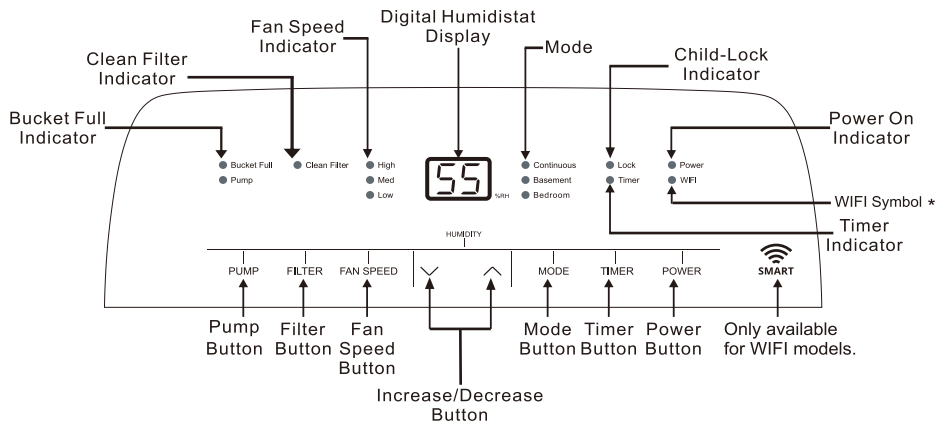 Digital Humidistat
Display
Fan Speed
Indicator
Mode
Child-Lock
Indicator
Clean Filter
Indicator
Bucket Full
Indicator
Power On
Indicator
Bucket Full
Pump
Clean Filter
High
Med
Low
55
%RH
Continuous
Basement
Bedroom
Lock
Timer
Power
WIFI
WIFI Symbol *
Timer
Indicator
HUMIDITY
PUMP
FILTER
FAN SPEED
MODE
TIMER
POWER
SMART
Pump
Button
Filter
Button
Fan
Speed
Button
Mode
Button
Timer
Button
Power
Button
Only available
for WIFI models.
Increase/Decrease
Button